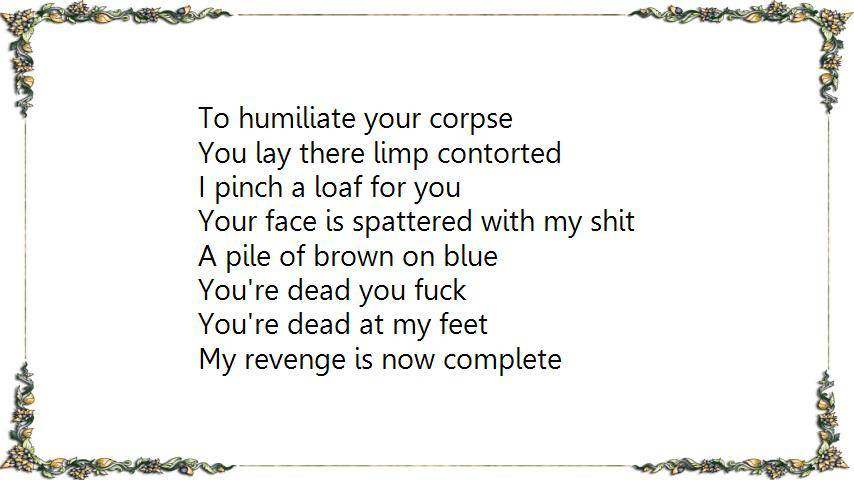 To humiliate your corpse
You lay there limp contorted
I pinch a loaf for you
Your face is spattered with my shit
A pile of brown on blue
You're dead you fuck
You're dead at my feet
My revenge is now complete